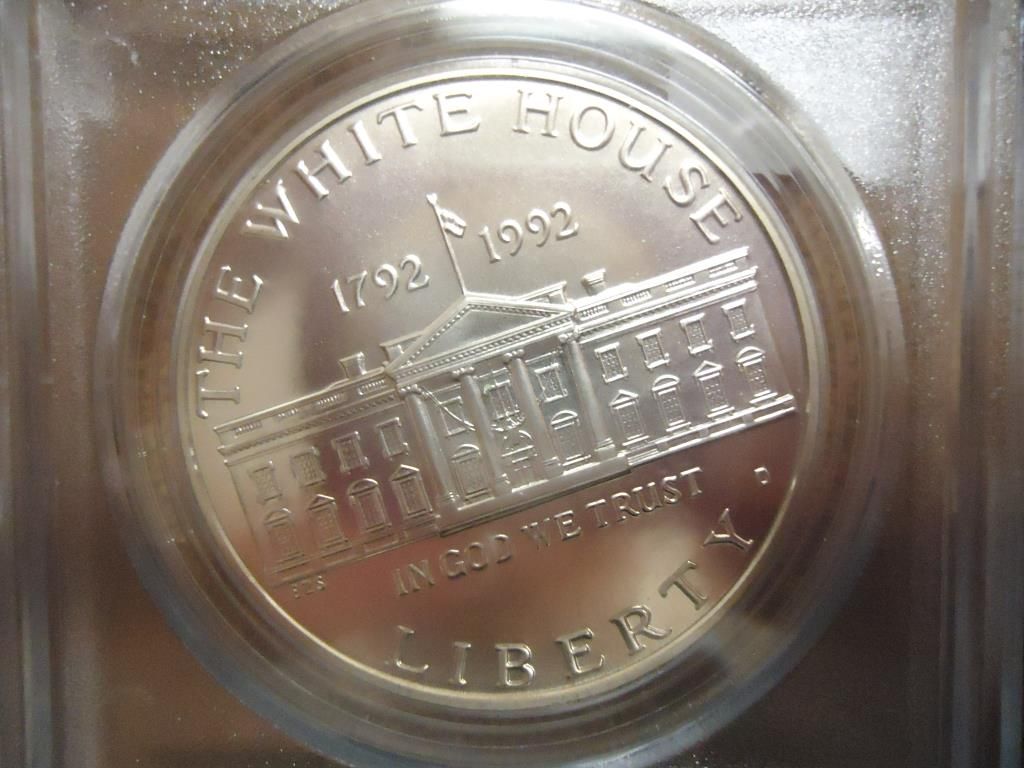 THE WHITE HOUSE
1792 1992
IN GOD WE TRUST
D
LIBERTY